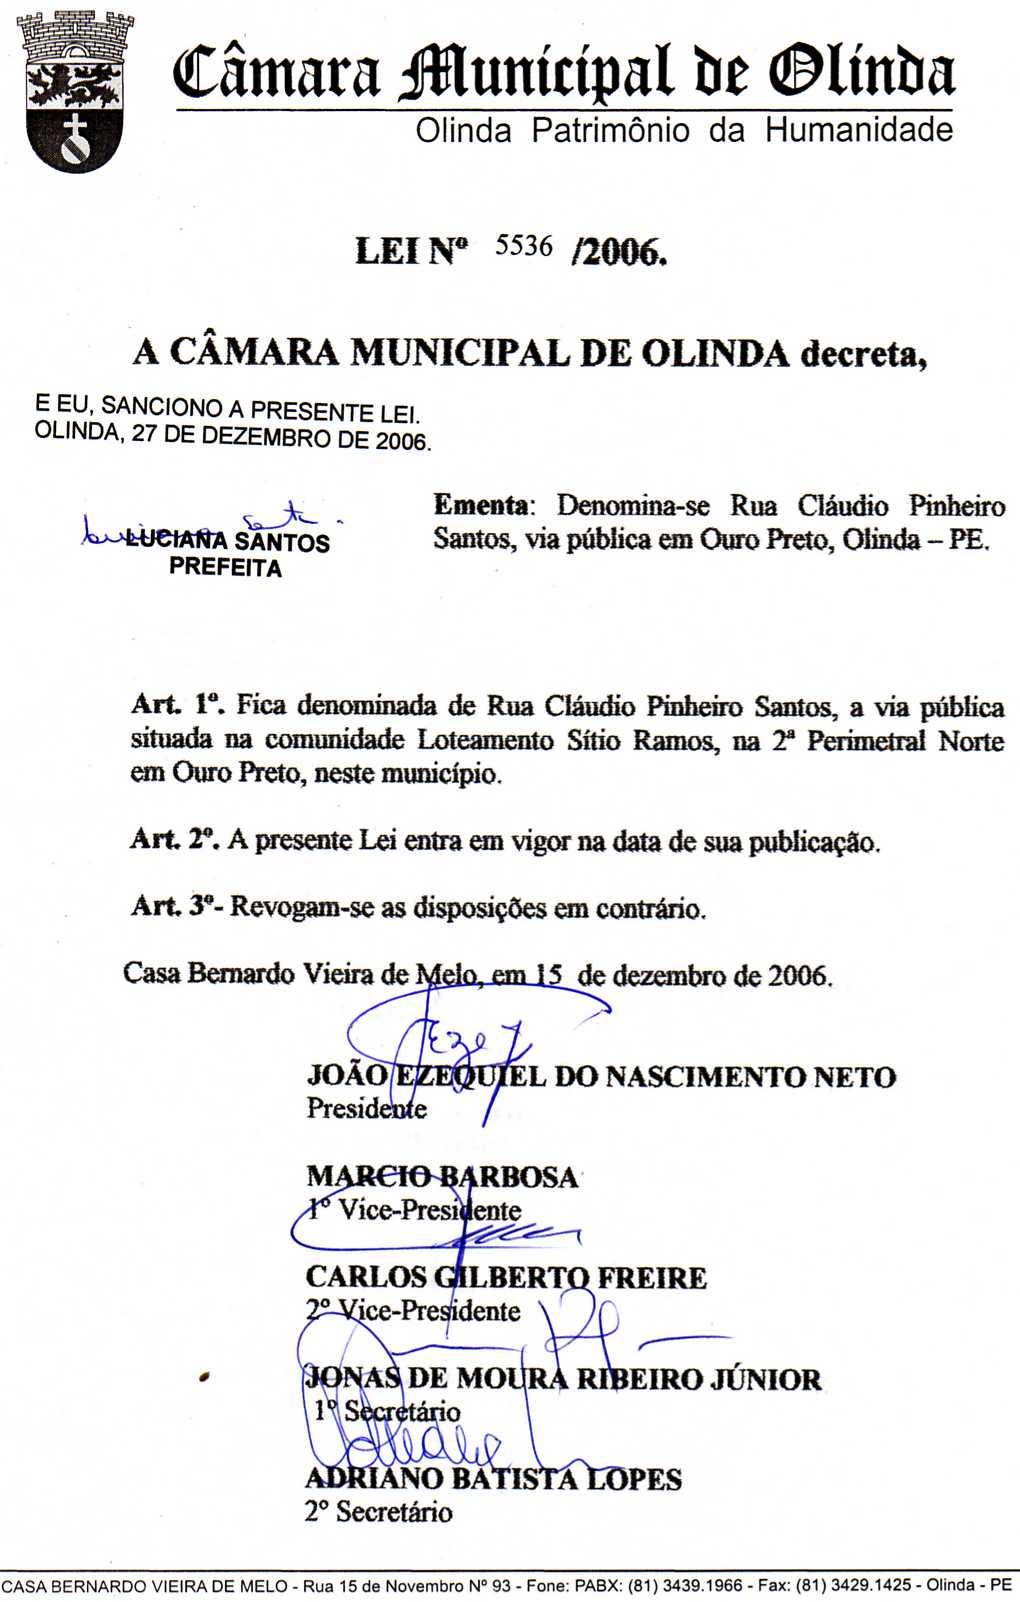 Câmara Municipal de Olinda
Olinda Patrimônio da Humanidade
LEI Nº 5536 /2006.
A CÂMARA MUNICIPAL DE OLINDA decreta,
E EU, SANCIONO A PRESENTE LEI.
OLINDA, 27 DE DEZEMBRO DE 2006.
LUCIANA SANTOS
PREFEITA
Ementa: Denomina-se Rua Cláudio Pinheiro
Santos, via pública em Ouro Preto, Olinda – PE.
Art. 1º. Fica denominada de Rua Cláudio Pinheiro Santos, a via pública
situada na comunidade Loteamento Sítio Ramos, na 2ª Perimetral Norte
em Ouro Preto, neste município.
Art. 2º. A presente Lei entra em vigor na data de sua publicação.
Art. 3º- Revogam-se as disposições em contrário.
Casa Bernardo Vieira de Melo, em 15 de dezembro de 2006.
JOÃO EZEQUIEL DO NASCIMENTO NETO
Presidente
MARCIO BARBOSA
1º Vice-Presidente
CARLOS GILBERTO FREIRE
2º Vice-Presidente
JONAS DE MOURA RIBEIRO JÚNIOR
1º Secretário
ADRIANO BATISTA LOPES
2º Secretário
CASA BERNARDO VIEIRA DE MELO - Rua 15 de Novembro Nº 93 - Fone: PABX: (81) 3439.1966 - Fax: (81) 3429.1425 - Olinda - PE